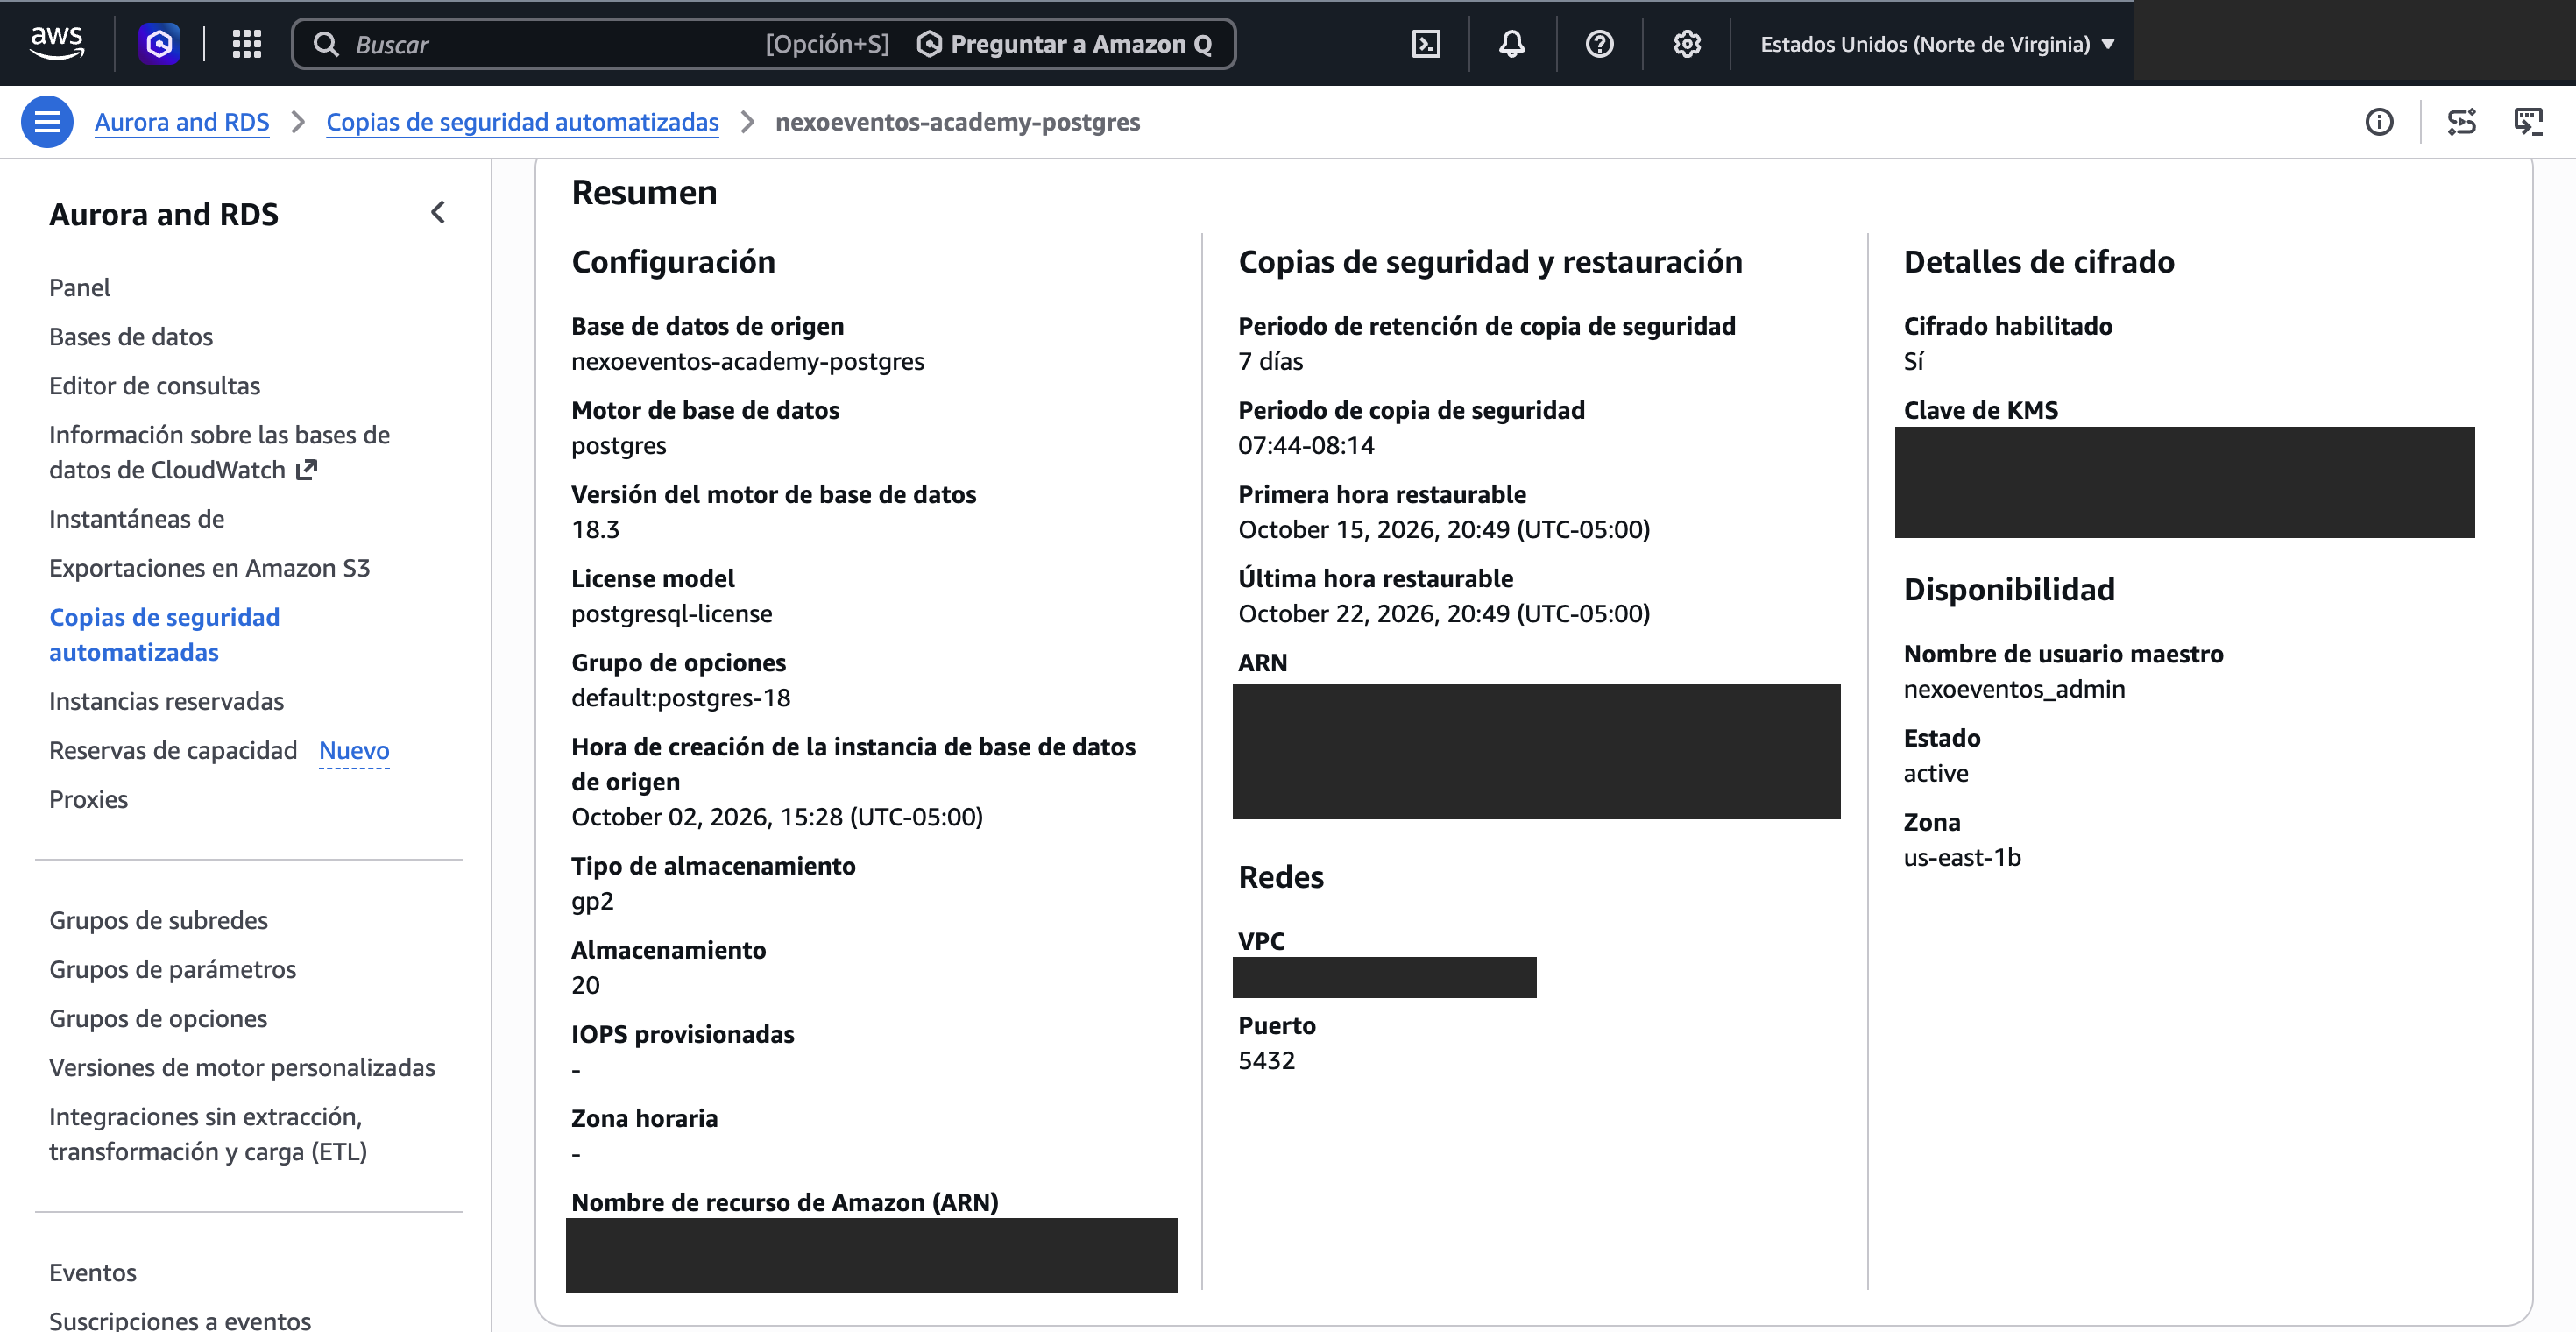 aws
Buscar
[Opción+S]
Preguntar a Amazon Q
Estados Unidos (Norte de Virginia)
Aurora and RDS
Copias de seguridad automatizadas
nexoeventos-academy-postgres
Aurora and RDS
Panel
Bases de datos
Editor de consultas
Información sobre las bases de
datos de CloudWatch
Instantáneas de
Exportaciones en Amazon S3
Copias de seguridad
automatizadas
Instancias reservadas
Reservas de capacidad Nuevo
Proxies
Grupos de subredes
Grupos de parámetros
Grupos de opciones
Versiones de motor personalizadas
Integraciones sin extracción,
transformación y carga (ETL)
Eventos
Suscripciones a eventos
Resumen
Configuración
Base de datos de origen
nexoeventos-academy-postgres
Motor de base de datos
postgres
Versión del motor de base de datos
18.3
License model
postgresql-license
Grupo de opciones
default:postgres-18
Hora de creación de la instancia de base de datos
de origen
October 02, 2026, 15:28 (UTC-05:00)
Tipo de almacenamiento
gp2
Almacenamiento
20
IOPS provisionadas
-
Zona horaria
-
Nombre de recurso de Amazon (ARN)
Copias de seguridad y restauración
Periodo de retención de copia de seguridad
7 días
Periodo de copia de seguridad
07:44-08:14
Primera hora restaurable
October 15, 2026, 20:49 (UTC-05:00)
Última hora restaurable
October 22, 2026, 20:49 (UTC-05:00)
ARN
Redes
VPC
Puerto
5432
Detalles de cifrado
Cifrado habilitado
Sí
Clave de KMS
Disponibilidad
Nombre de usuario maestro
nexoeventos_admin
Estado
active
Zona
us-east-1b